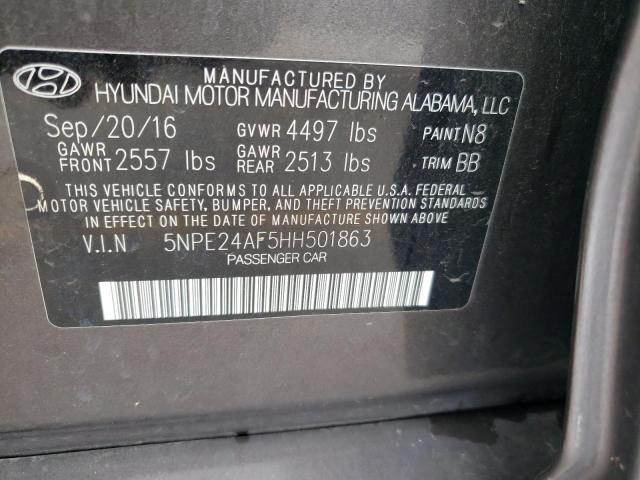 MANUFACTURED BY
HYUNDAI MOTOR MANUFACTURING ALABAMA, LLC
Sep/20/16 GVWR 4497 lbs PAINT N8
GAWR FRONT 2557 lbs GAWR REAR 2513 lbs TRIM BB
THIS VEHICLE CONFORMS TO ALL APPLICABLE U.S.A. FEDERAL
MOTOR VEHICLE SAFETY, BUMPER, AND THEFT PREVENTION STANDARDS
IN EFFECT ON THE DATE OF MANUFACTURE SHOWN ABOVE.
V.I.N 5NPE24AF5HH501863
PASSENGER CAR